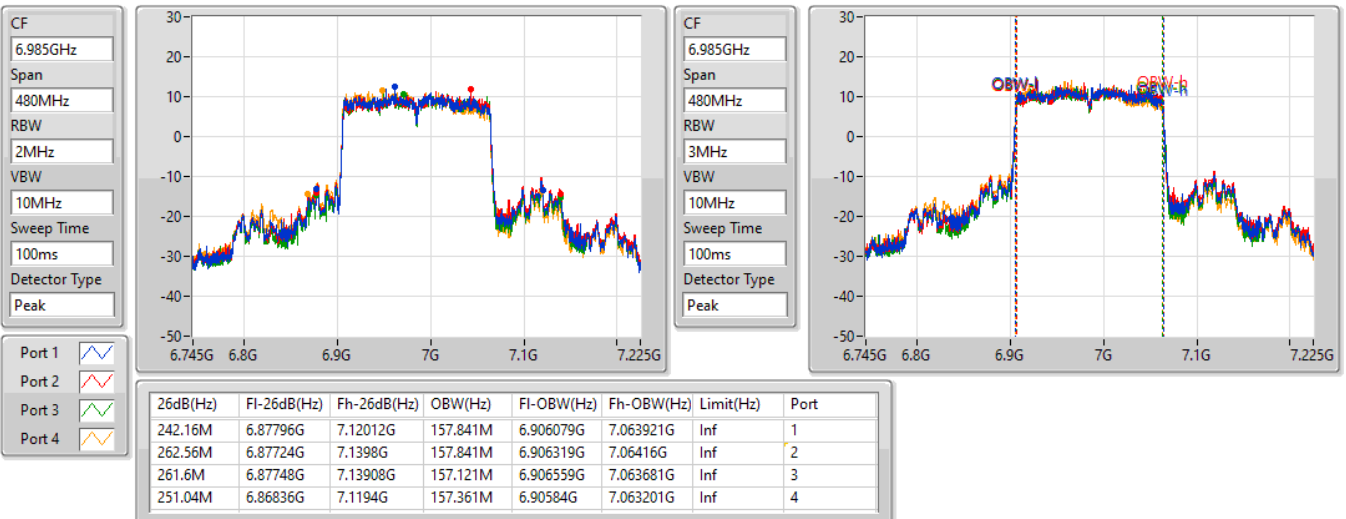 CF
6.985GHz
Span
480MHz
RBW
2MHz
VBW
10MHz
Sweep Time
100ms
Detector Type
Peak
30
20
10
0
-10
-20
-30
-40
-50
6.745G 6.8G 6.9G 7G 7.1G 7.225G
CF
6.985GHz
Span
480MHz
RBW
3MHz
VBW
10MHz
Sweep Time
100ms
Detector Type
Peak
30
20
10
0
-10
-20
-30
-40
-50
OBW-l OBW-h
6.745G 6.8G 6.9G 7G 7.1G 7.225G
Port 1
Port 2
Port 3
Port 4
26dB(Hz) Fl-26dB(Hz) Fh-26dB(Hz) OBW(Hz) Fl-OBW(Hz) Fh-OBW(Hz) Limit(Hz) Port
242.16M 6.87796G 7.12012G 157.841M 6.906079G 7.063921G Inf 1
262.56M 6.87724G 7.1398G 157.841M 6.906319G 7.06416G Inf 2
261.6M 6.87748G 7.13908G 157.121M 6.906559G 7.063681G Inf 3
251.04M 6.86836G 7.1194G 157.361M 6.90584G 7.063201G Inf 4